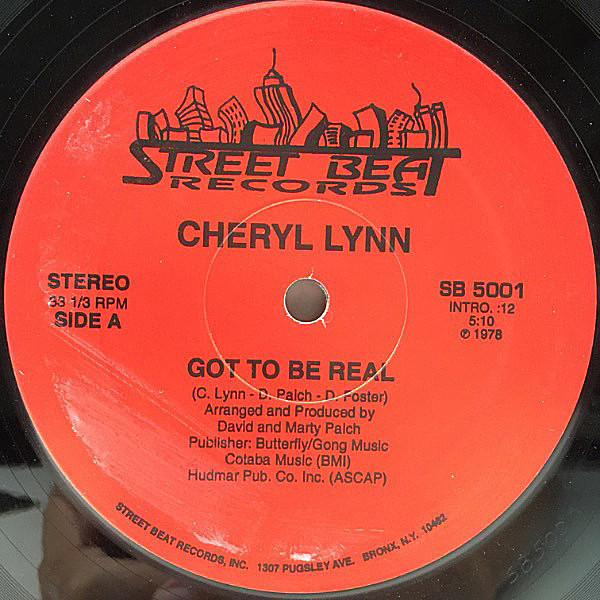 STREET BEAT
RECORDS
CHERYL LYNN
STEREO
33 1/3 RPM
SIDE A
SB 5001
INTRO. :12
5:10
℗ 1978
GOT TO BE REAL
(C. Lynn - D. Paich - D. Foster)
Arranged and Produced by
David and Marty Paich
Publisher: Butterfly/Gong Music
Cotaba Music (BMI)
Hudmar Pub. Co. Inc. (ASCAP)
STREET BEAT RECORDS, INC. 1307 PUGSLEY AVE. BRONX, N.Y. 10462